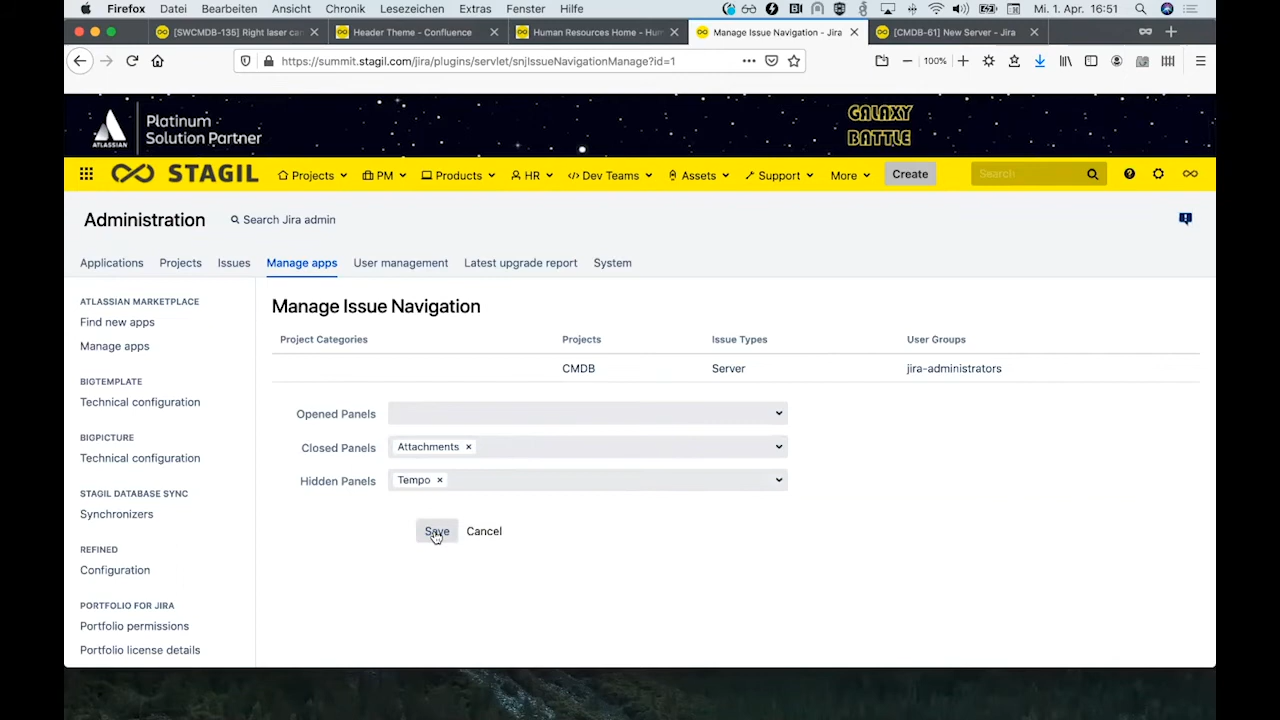 Firefox Datei Bearbeiten Ansicht Chronik Lesezeichen Extras Fenster Hilfe Mi. 1. Apr. 16:51
[SWCMDB-135] Right laser can Header Theme - Confluence Human Resources Home - Hum Manage Issue Navigation - Jira [CMDB-61] New Server - Jira
https://summit.stagil.com/jira/plugins/servlet/snjIssueNavigationManage?id=1 100%
ATLASSIAN
Platinum
Solution Partner
GALAXY
BATTLE
STAGIL Projects PM Products HR Dev Teams Assets Support More Create Search
Administration Search Jira admin
Applications Projects Issues Manage apps User management Latest upgrade report System
ATLASSIAN MARKETPLACE
Find new apps
Manage apps
BIGTEMPLATE
Technical configuration
BIGPICTURE
Technical configuration
STAGIL DATABASE SYNC
Synchronizers
REFINED
Configuration
PORTFOLIO FOR JIRA
Portfolio permissions
Portfolio license details
Manage Issue Navigation
Project Categories Projects Issue Types User Groups
CMDB Server jira-administrators
Opened Panels
Closed Panels Attachments ×
Hidden Panels Tempo ×
Save Cancel